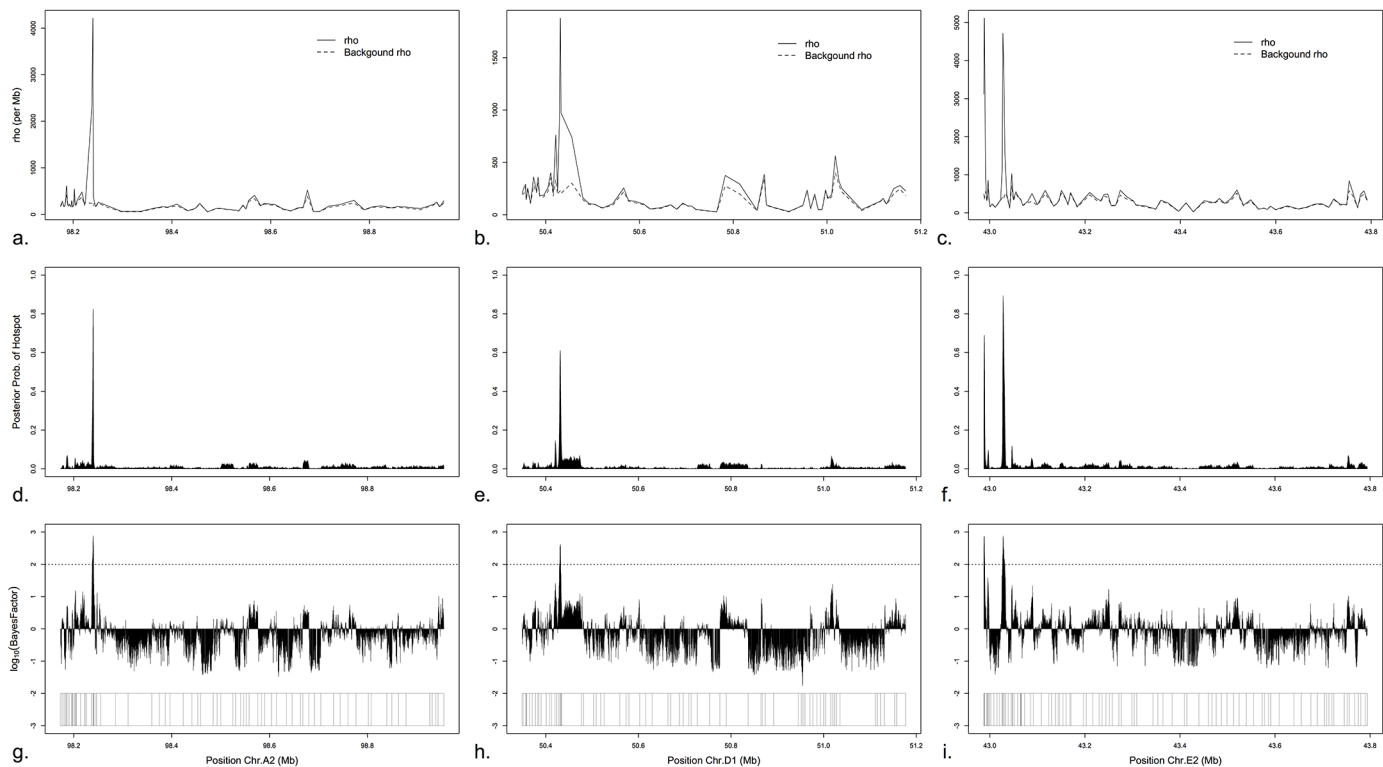 rho (per Mb)
0 1000 2000 3000 4000
rho
Backgound rho
98.2 98.4 98.6 98.8
a.
0 500 1000 1500
rho
Backgound rho
50.4 50.6 50.8 51.0 51.2
b.
0 1000 2000 3000 4000 5000
rho
Backgound rho
43.0 43.2 43.4 43.6 43.8
c.
Posterior Prob. of Hotspot
0.0 0.2 0.4 0.6 0.8 1.0
98.2 98.4 98.6 98.8
d.
0.0 0.2 0.4 0.6 0.8 1.0
50.4 50.6 50.8 51.0 51.2
e.
0.0 0.2 0.4 0.6 0.8 1.0
43.0 43.2 43.4 43.6 43.8
f.
log10(BayesFactor)
-3 -2 -1 0 1 2 3
98.2 98.4 98.6 98.8
g.
Position Chr.A2 (Mb)
-3 -2 -1 0 1 2 3
50.4 50.6 50.8 51.0 51.2
h.
Position Chr.D1 (Mb)
-3 -2 -1 0 1 2 3
43.0 43.2 43.4 43.6 43.8
i.
Position Chr.E2 (Mb)